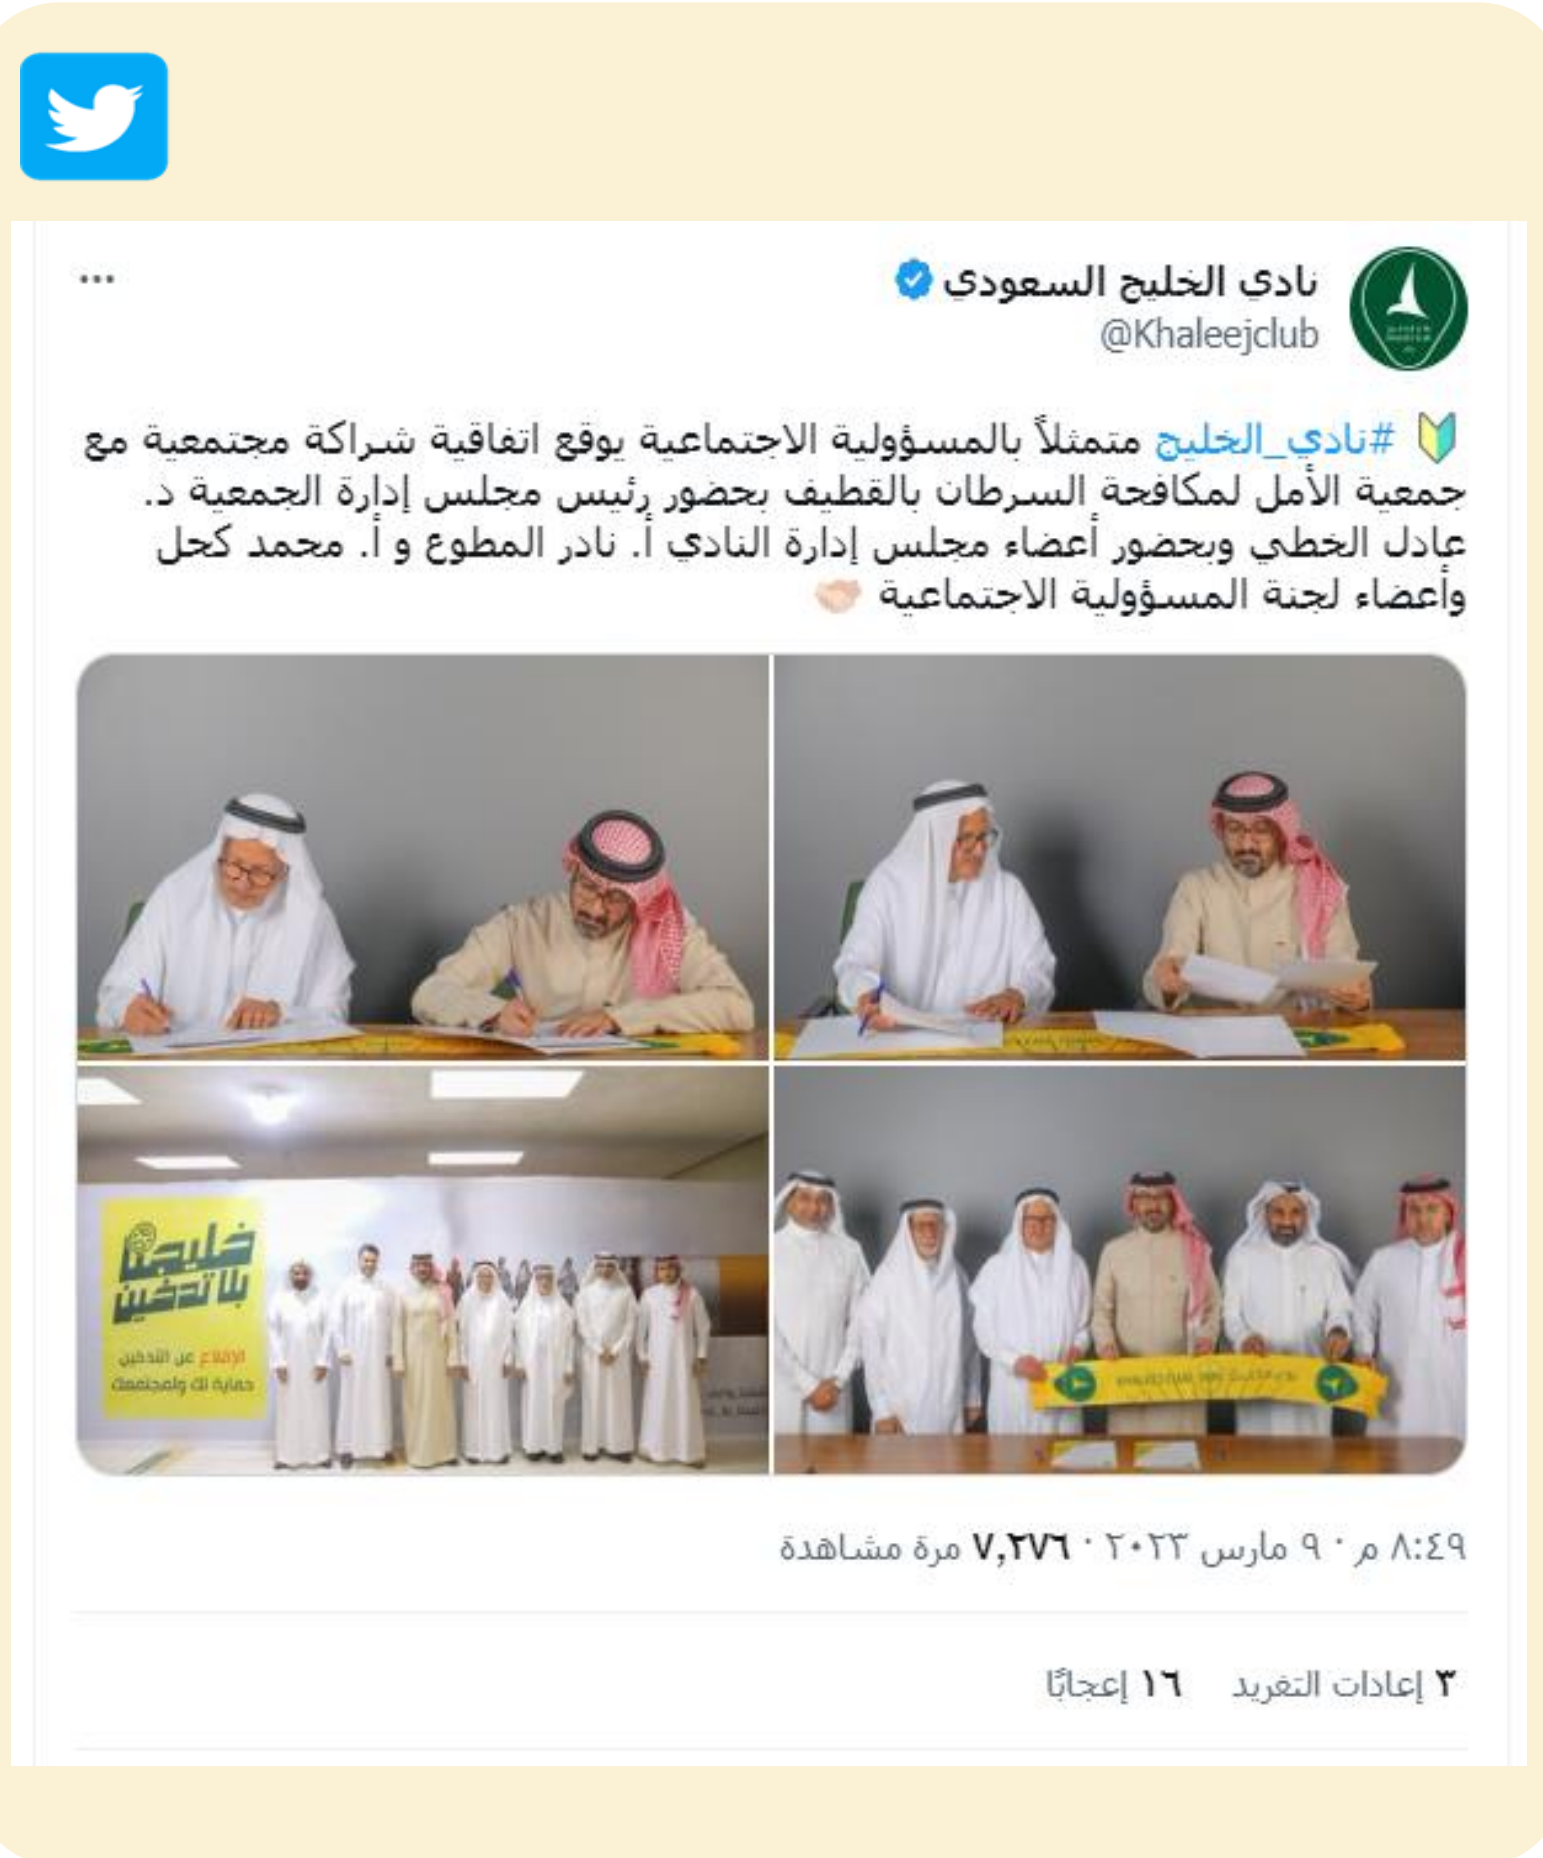 نادي الخليج السعودي
@Khaleejclub
#نادي_الخليج متمثلاً بالمسؤولية الاجتماعية يوقع اتفاقية شراكة مجتمعية مع
جمعية الأمل لمكافحة السرطان بالقطيف بحضور رئيس مجلس إدارة الجمعية د.
عادل الخطي وبحضور أعضاء مجلس إدارة النادي أ. نادر المطوع و أ. محمد كحل
وأعضاء لجنة المسؤولية الاجتماعية
خليجنا
بلا تدخين
الإقلاع عن التدخين
حماية لك ولمجتمعك
٨:٤٩ م · ٩ مارس ٢٠٢٣ · ٧,٢٧٦ مرة مشاهدة
٣ إعادات التغريد ١٦ إعجابًا